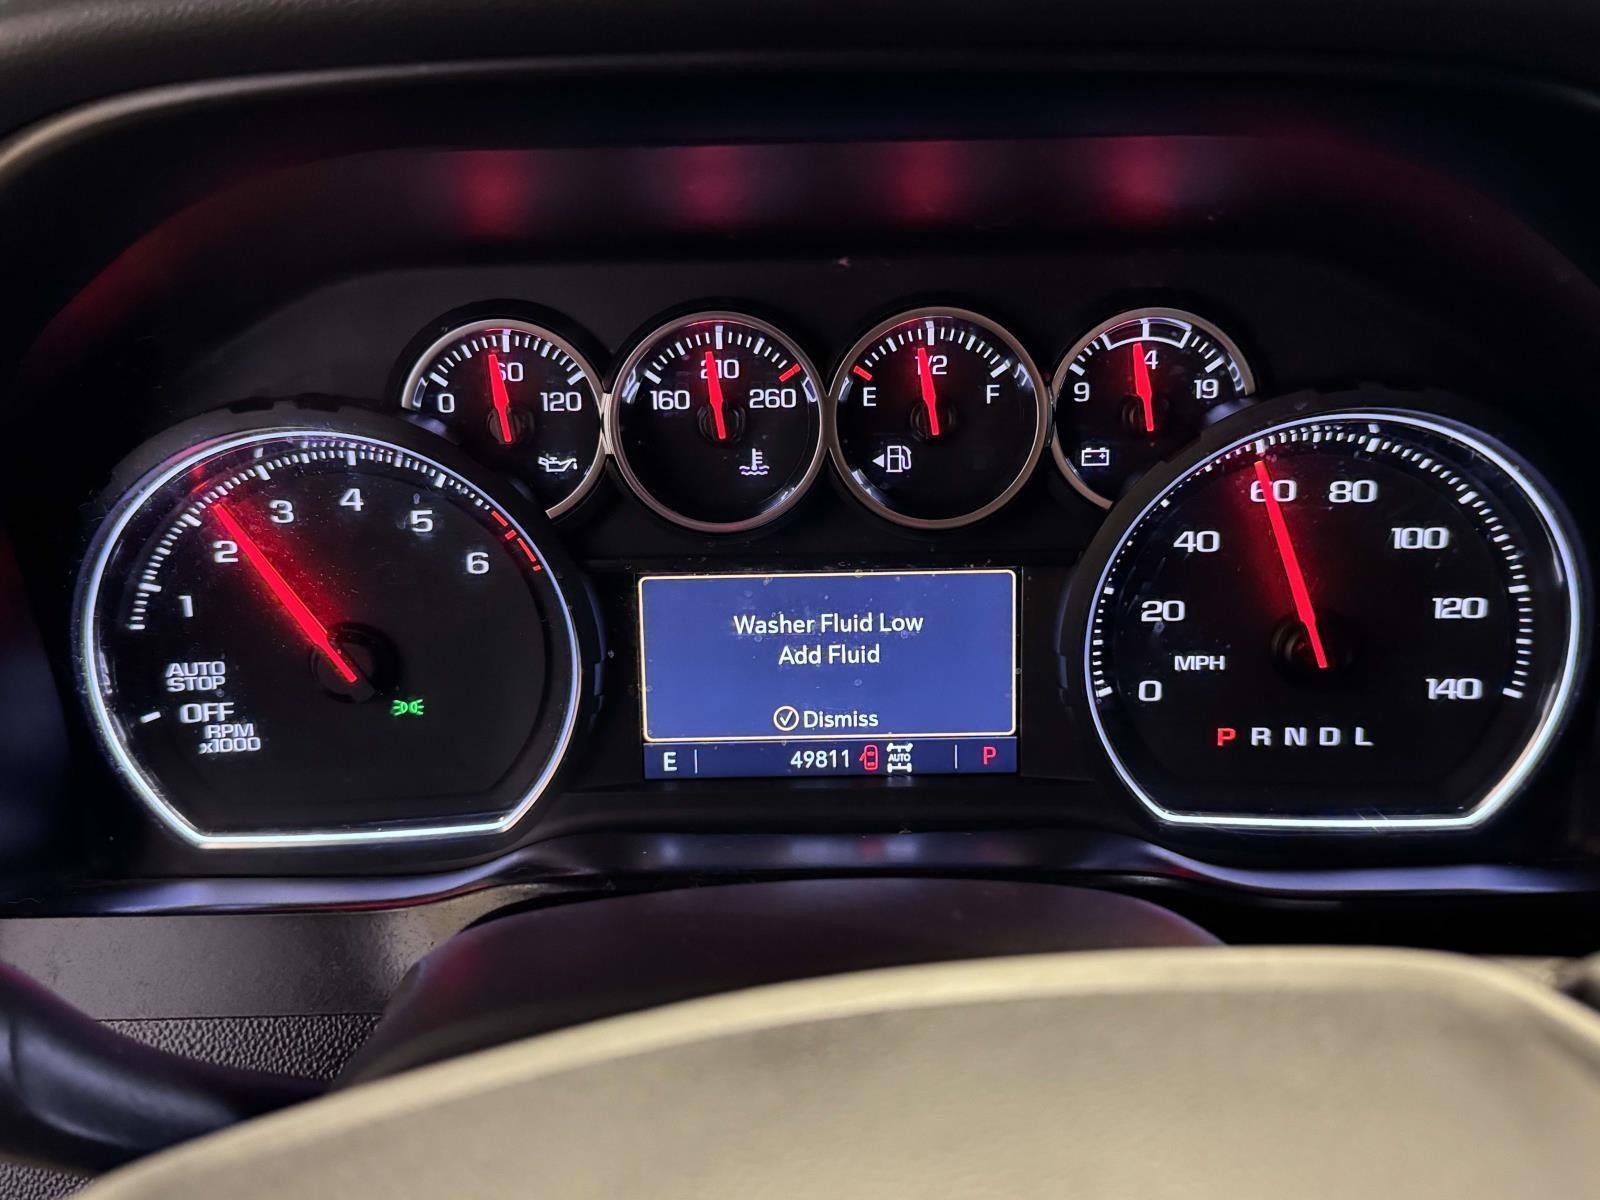 60
0 120
210
160 260
1/2
E F
14
9 19
1 2 3 4 5 6
AUTO
STOP
OFF
RPM
x1000
Washer Fluid Low
Add Fluid
Dismiss
E 49811 AUTO P
0 20 40 60 80 100 120 140
MPH
P R N D L